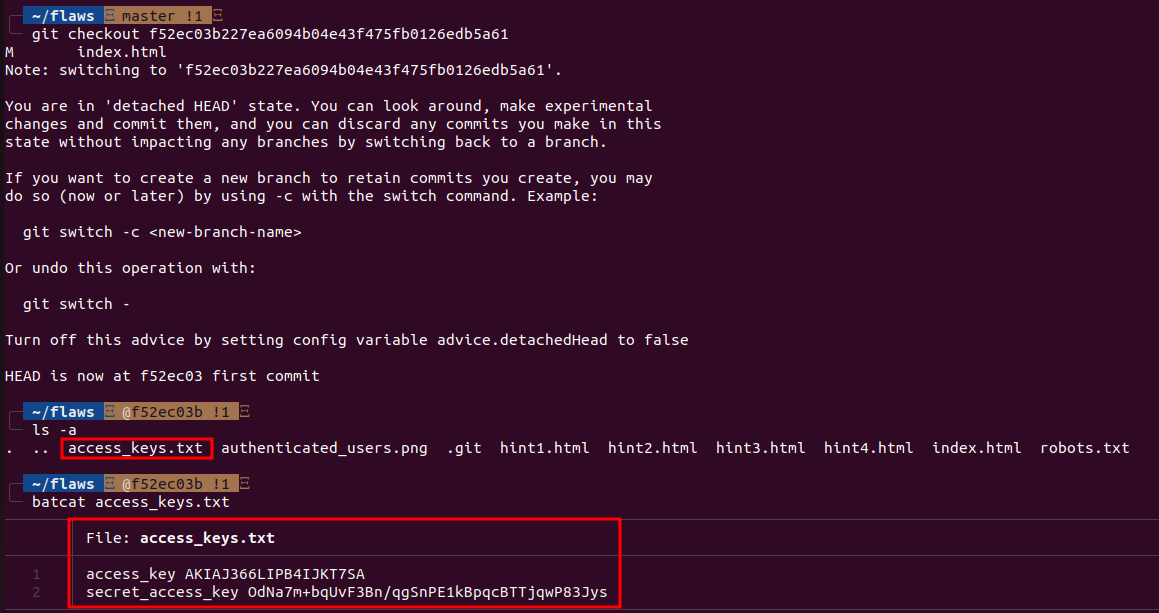 ~/flaws master !1
git checkout f52ec03b227ea6094b04e43f475fb0126edb5a61
M index.html
Note: switching to 'f52ec03b227ea6094b04e43f475fb0126edb5a61'.
You are in 'detached HEAD' state. You can look around, make experimental
changes and commit them, and you can discard any commits you make in this
state without impacting any branches by switching back to a branch.
If you want to create a new branch to retain commits you create, you may
do so (now or later) by using -c with the switch command. Example:
git switch -c <new-branch-name>
Or undo this operation with:
git switch -
Turn off this advice by setting config variable advice.detachedHead to false
HEAD is now at f52ec03 first commit
~/flaws @f52ec03b !1
ls -a
. .. access_keys.txt authenticated_users.png .git hint1.html hint2.html hint3.html hint4.html index.html robots.txt
~/flaws @f52ec03b !1
batcat access_keys.txt
File: access_keys.txt
1 access_key AKIAJ366LIPB4IJKT7SA
2 secret_access_key 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